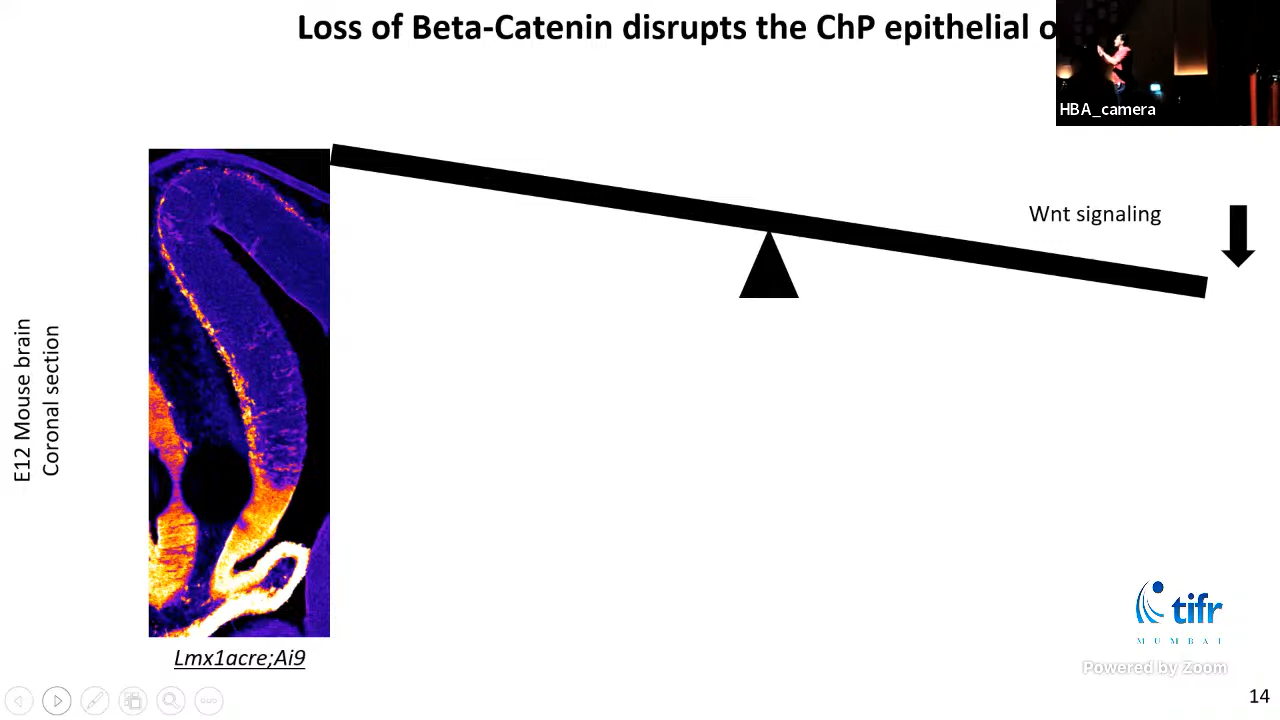 Loss of Beta-Catenin disrupts the ChP epithelial
HBA_camera
Wnt signaling
E12 Mouse brain
Coronal section
Lmx1acre;Ai9
tifr
MUMBAI
Powered by Zoom
14